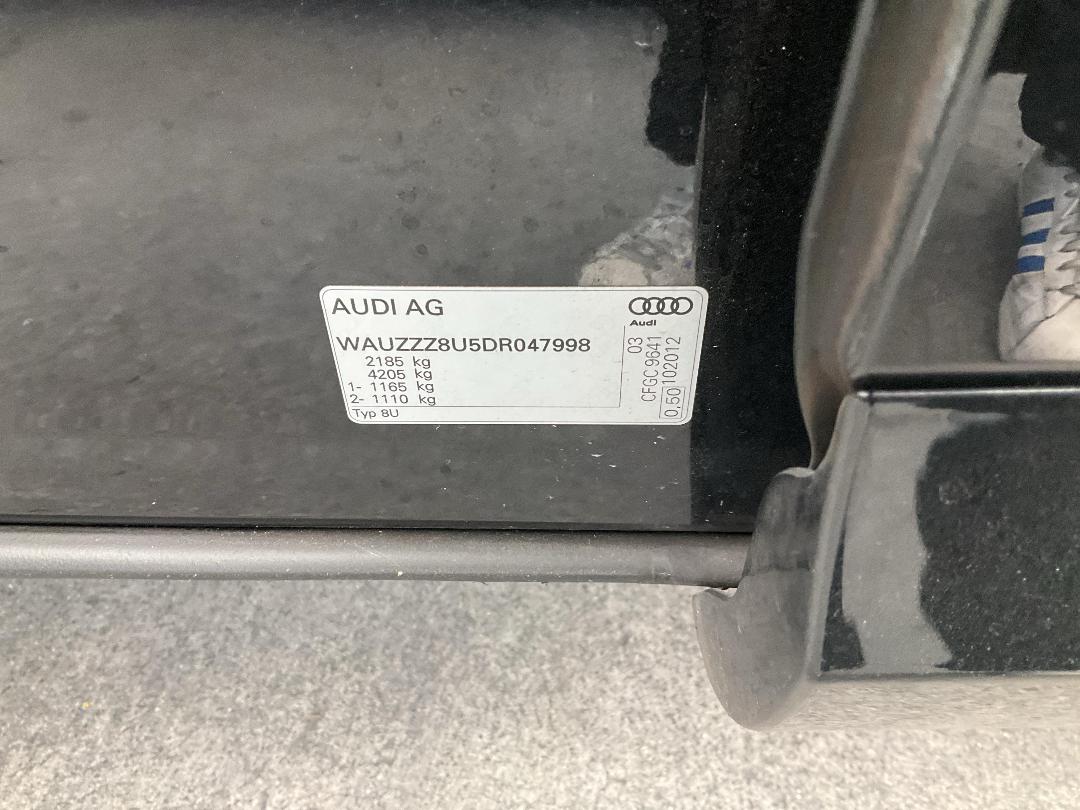 AUDI AG
Audi
WAUZZZ8U5DR047998
2185 kg
4205 kg
1- 1165 kg
2- 1110 kg
Typ 8U
03
CFGC 9641
0,50 102012